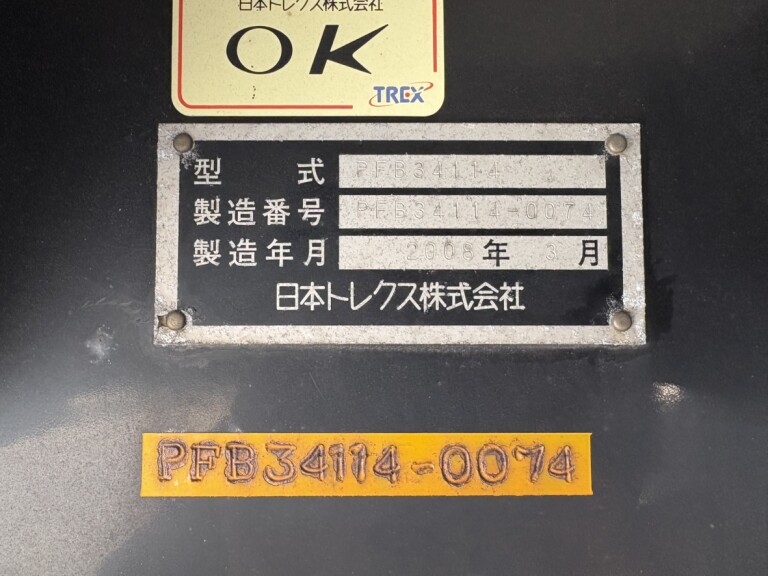 日本トレクス株式会社
OK
TREX
型式 PFB34114
製造番号 PFB34114-0074
製造年月 2008年 3月
日本トレクス株式会社
PFB34114-0074